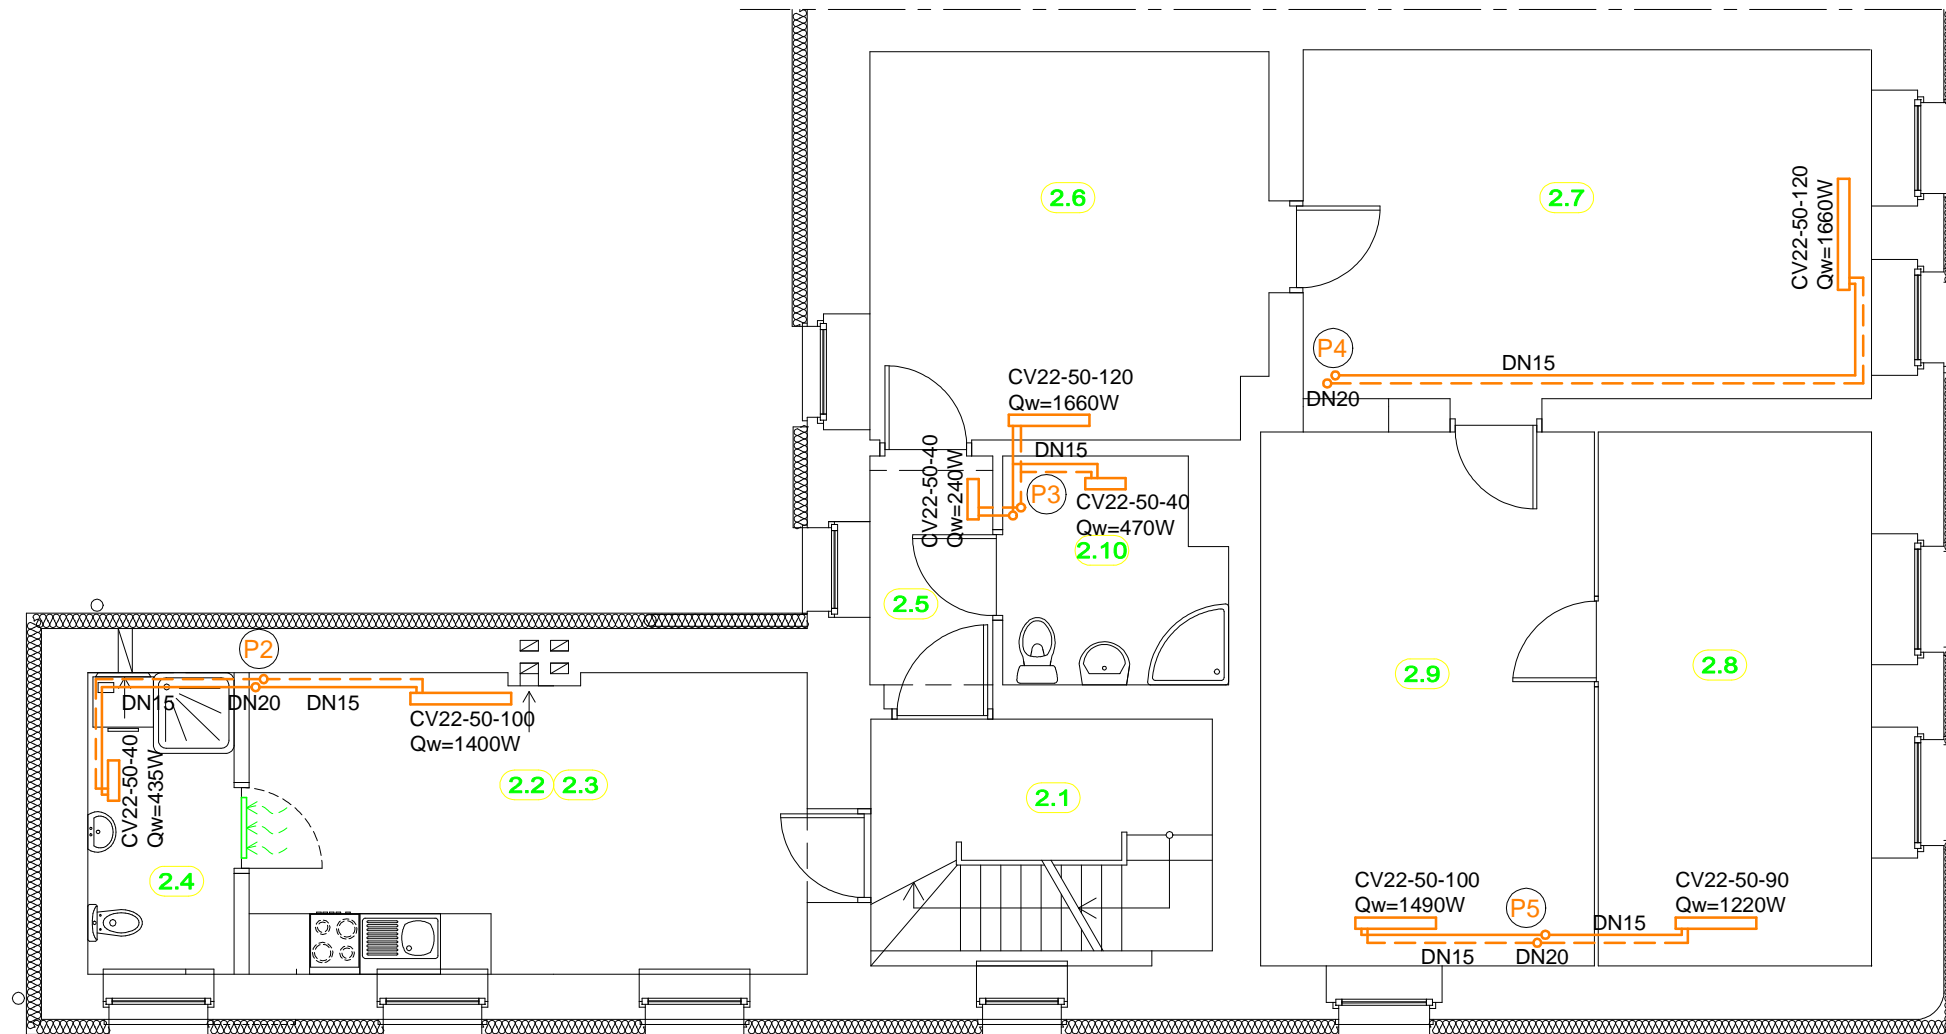 2.6
2.7
CV22-50-120
Qw=1660W
P4
DN15
DN20
CV22-50-120
Qw=1660W
DN15
CV22-50-40
Qw=240W
P3
CV22-50-40
Qw=470W
2.10
2.5
P2
DN15
DN20
DN15
CV22-50-100
Qw=1400W
CV22-50-40
Qw=435W
2.2
2.3
2.1
2.4
2.9
2.8
CV22-50-100
Qw=1490W
P5
CV22-50-90
Qw=1220W
DN15
DN15
DN20